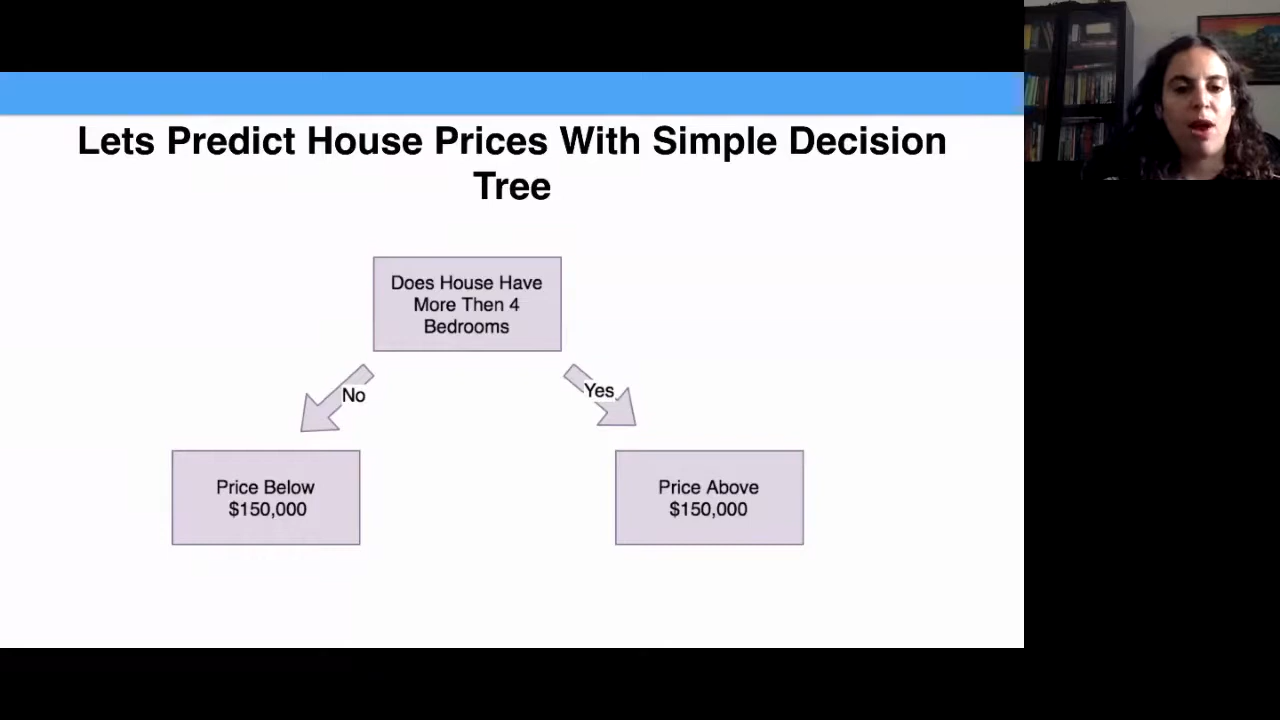 Lets Predict House Prices With Simple Decision
Tree
Does House Have
More Then 4
Bedrooms
No
Yes
Price Below
$150,000
Price Above
$150,000